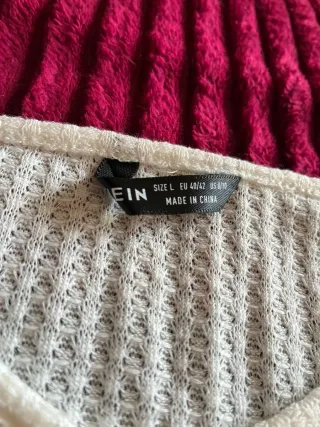 EIN
SIZE L EU 40/42 US 8/10
MADE IN CHINA